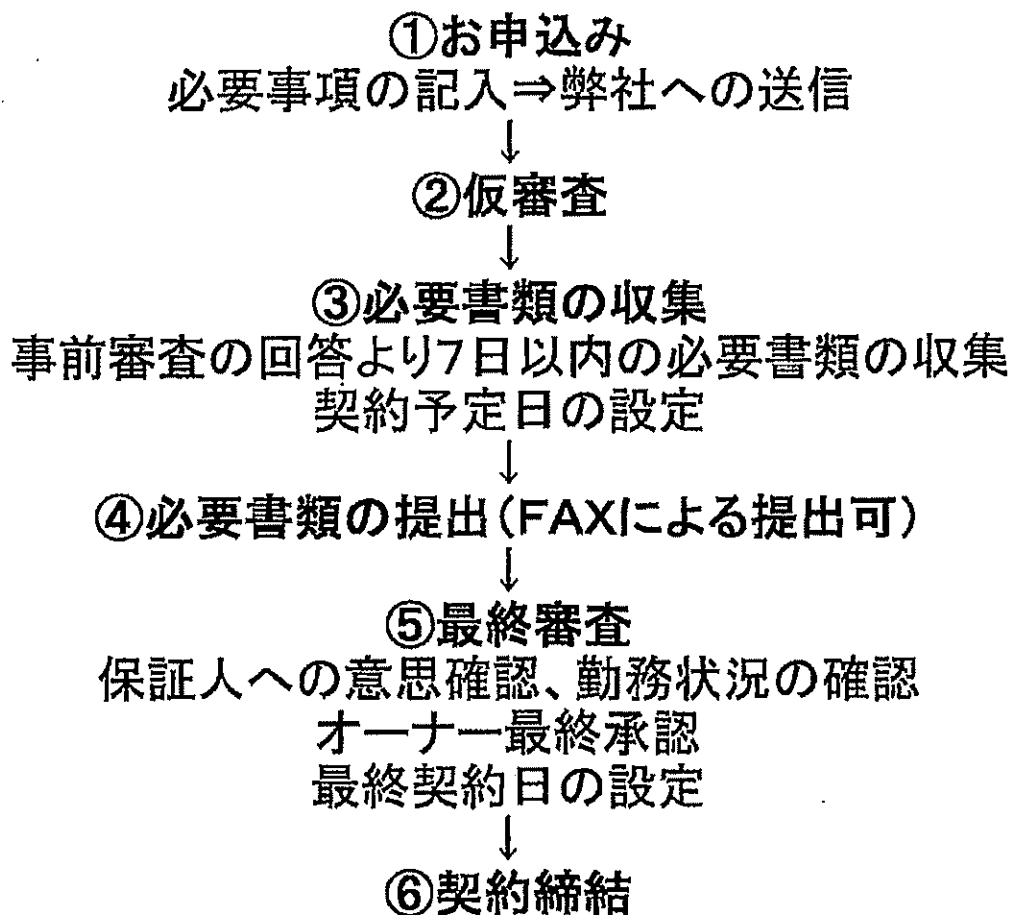 ①お申込み
必要事項の記入⇒弊社への送信
↓
②仮審査
↓
③必要書類の収集
事前審査の回答より7日以内の必要書類の収集
契約予定日の設定
↓
④必要書類の提出(FAXによる提出可)
↓
⑤最終審査
保証人への意思確認、勤務状況の確認
オーナー最終承認
最終契約日の設定
↓
⑥契約締結